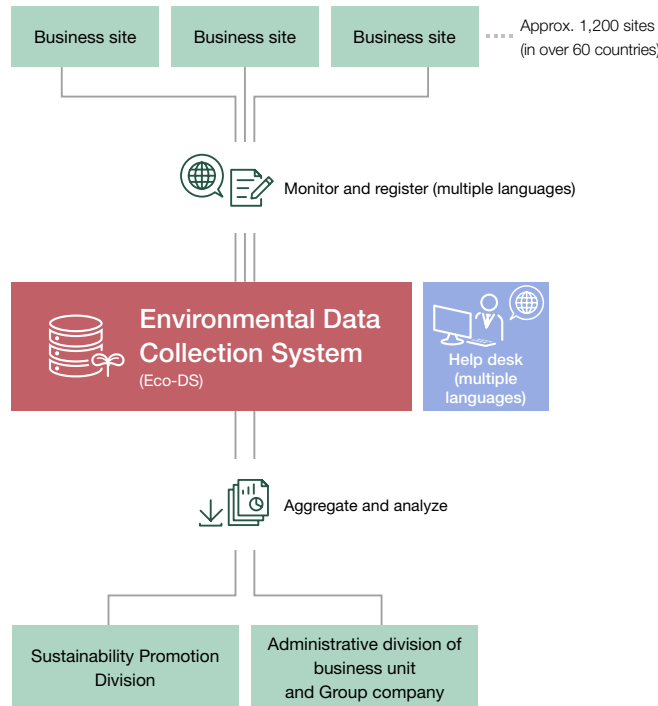 Business site
Business site
Business site
Approx. 1,200 sites
(in over 60 countries)
Monitor and register (multiple languages)
Environmental Data
Collection System
(Eco-DS)
Help desk
(multiple
languages)
Aggregate and analyze
Sustainability Promotion
Division
Administrative division of
business unit
and Group company